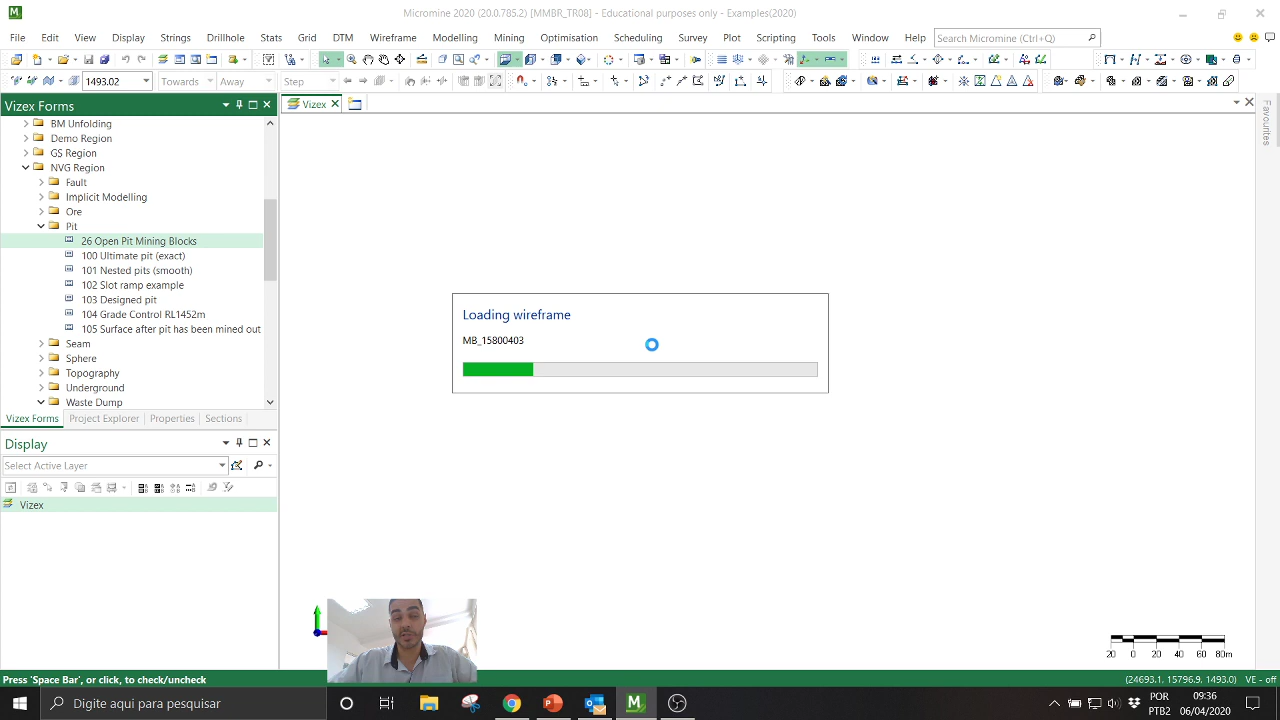 Micromine 2020 (20.0.785.2) [MMBR_TR08] - Educational purposes only - Examples(2020)
File Edit View Display Strings Drillhole Stats Grid DTM Wireframe Modelling Mining Optimisation Scheduling Survey Plot Scripting Tools Window Help Search Micromine (Ctrl+Q)
1493.02 Towards Away Step
Vizex Forms
Vizex
Favourites
BM Unfolding
Demo Region
GS Region
NVG Region
Fault
Implicit Modelling
Ore
Pit
26 Open Pit Mining Blocks
100 Ultimate pit (exact)
101 Nested pits (smooth)
102 Slot ramp example
103 Designed pit
104 Grade Control RL1452m
105 Surface after pit has been mined out
Seam
Sphere
Topography
Underground
Waste Dump
Vizex Forms Project Explorer Properties Sections
Display
Select Active Layer
Vizex
Loading wireframe
MB_15800403
20 0 20 40 60 80m
Press 'Space Bar', or click, to check/uncheck
(24693.1, 15796.9, 1493.0) VE - off
Digite aqui para pesquisar
POR
PTB2
09:36
06/04/2020